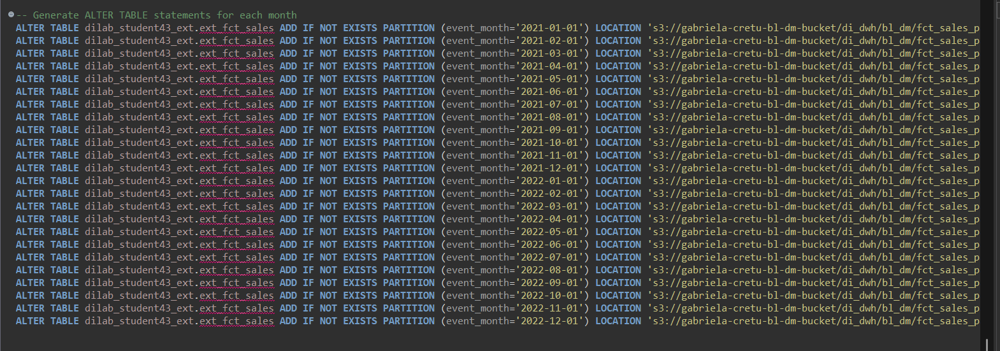 -- Generate ALTER TABLE statements for each month
ALTER TABLE dilab_student43_ext.ext_fct_sales ADD IF NOT EXISTS PARTITION (event_month='2021-01-01') LOCATION 's3://gabriela-cretu-bl-dm-bucket/di_dwh/bl_dm/fct_sales_p
ALTER TABLE dilab_student43_ext.ext_fct_sales ADD IF NOT EXISTS PARTITION (event_month='2021-02-01') LOCATION 's3://gabriela-cretu-bl-dm-bucket/di_dwh/bl_dm/fct_sales_p
ALTER TABLE dilab_student43_ext.ext_fct_sales ADD IF NOT EXISTS PARTITION (event_month='2021-03-01') LOCATION 's3://gabriela-cretu-bl-dm-bucket/di_dwh/bl_dm/fct_sales_p
ALTER TABLE dilab_student43_ext.ext_fct_sales ADD IF NOT EXISTS PARTITION (event_month='2021-04-01') LOCATION 's3://gabriela-cretu-bl-dm-bucket/di_dwh/bl_dm/fct_sales_p
ALTER TABLE dilab_student43_ext.ext_fct_sales ADD IF NOT EXISTS PARTITION (event_month='2021-05-01') LOCATION 's3://gabriela-cretu-bl-dm-bucket/di_dwh/bl_dm/fct_sales_p
ALTER TABLE dilab_student43_ext.ext_fct_sales ADD IF NOT EXISTS PARTITION (event_month='2021-06-01') LOCATION 's3://gabriela-cretu-bl-dm-bucket/di_dwh/bl_dm/fct_sales_p
ALTER TABLE dilab_student43_ext.ext_fct_sales ADD IF NOT EXISTS PARTITION (event_month='2021-07-01') LOCATION 's3://gabriela-cretu-bl-dm-bucket/di_dwh/bl_dm/fct_sales_p
ALTER TABLE dilab_student43_ext.ext_fct_sales ADD IF NOT EXISTS PARTITION (event_month='2021-08-01') LOCATION 's3://gabriela-cretu-bl-dm-bucket/di_dwh/bl_dm/fct_sales_p
ALTER TABLE dilab_student43_ext.ext_fct_sales ADD IF NOT EXISTS PARTITION (event_month='2021-09-01') LOCATION 's3://gabriela-cretu-bl-dm-bucket/di_dwh/bl_dm/fct_sales_p
ALTER TABLE dilab_student43_ext.ext_fct_sales ADD IF NOT EXISTS PARTITION (event_month='2021-10-01') LOCATION 's3://gabriela-cretu-bl-dm-bucket/di_dwh/bl_dm/fct_sales_p
ALTER TABLE dilab_student43_ext.ext_fct_sales ADD IF NOT EXISTS PARTITION (event_month='2021-11-01') LOCATION 's3://gabriela-cretu-bl-dm-bucket/di_dwh/bl_dm/fct_sales_p
ALTER TABLE dilab_student43_ext.ext_fct_sales ADD IF NOT EXISTS PARTITION (event_month='2021-12-01') LOCATION 's3://gabriela-cretu-bl-dm-bucket/di_dwh/bl_dm/fct_sales_p
ALTER TABLE dilab_student43_ext.ext_fct_sales ADD IF NOT EXISTS PARTITION (event_month='2022-01-01') LOCATION 's3://gabriela-cretu-bl-dm-bucket/di_dwh/bl_dm/fct_sales_p
ALTER TABLE dilab_student43_ext.ext_fct_sales ADD IF NOT EXISTS PARTITION (event_month='2022-02-01') LOCATION 's3://gabriela-cretu-bl-dm-bucket/di_dwh/bl_dm/fct_sales_p
ALTER TABLE dilab_student43_ext.ext_fct_sales ADD IF NOT EXISTS PARTITION (event_month='2022-03-01') LOCATION 's3://gabriela-cretu-bl-dm-bucket/di_dwh/bl_dm/fct_sales_p
ALTER TABLE dilab_student43_ext.ext_fct_sales ADD IF NOT EXISTS PARTITION (event_month='2022-04-01') LOCATION 's3://gabriela-cretu-bl-dm-bucket/di_dwh/bl_dm/fct_sales_p
ALTER TABLE dilab_student43_ext.ext_fct_sales ADD IF NOT EXISTS PARTITION (event_month='2022-05-01') LOCATION 's3://gabriela-cretu-bl-dm-bucket/di_dwh/bl_dm/fct_sales_p
ALTER TABLE dilab_student43_ext.ext_fct_sales ADD IF NOT EXISTS PARTITION (event_month='2022-06-01') LOCATION 's3://gabriela-cretu-bl-dm-bucket/di_dwh/bl_dm/fct_sales_p
ALTER TABLE dilab_student43_ext.ext_fct_sales ADD IF NOT EXISTS PARTITION (event_month='2022-07-01') LOCATION 's3://gabriela-cretu-bl-dm-bucket/di_dwh/bl_dm/fct_sales_p
ALTER TABLE dilab_student43_ext.ext_fct_sales ADD IF NOT EXISTS PARTITION (event_month='2022-08-01') LOCATION 's3://gabriela-cretu-bl-dm-bucket/di_dwh/bl_dm/fct_sales_p
ALTER TABLE dilab_student43_ext.ext_fct_sales ADD IF NOT EXISTS PARTITION (event_month='2022-09-01') LOCATION 's3://gabriela-cretu-bl-dm-bucket/di_dwh/bl_dm/fct_sales_p
ALTER TABLE dilab_student43_ext.ext_fct_sales ADD IF NOT EXISTS PARTITION (event_month='2022-10-01') LOCATION 's3://gabriela-cretu-bl-dm-bucket/di_dwh/bl_dm/fct_sales_p
ALTER TABLE dilab_student43_ext.ext_fct_sales ADD IF NOT EXISTS PARTITION (event_month='2022-11-01') LOCATION 's3://gabriela-cretu-bl-dm-bucket/di_dwh/bl_dm/fct_sales_p
ALTER TABLE dilab_student43_ext.ext_fct_sales ADD IF NOT EXISTS PARTITION (event_month='2022-12-01') LOCATION 's3://gabriela-cretu-bl-dm-bucket/di_dwh/bl_dm/fct_sales_p